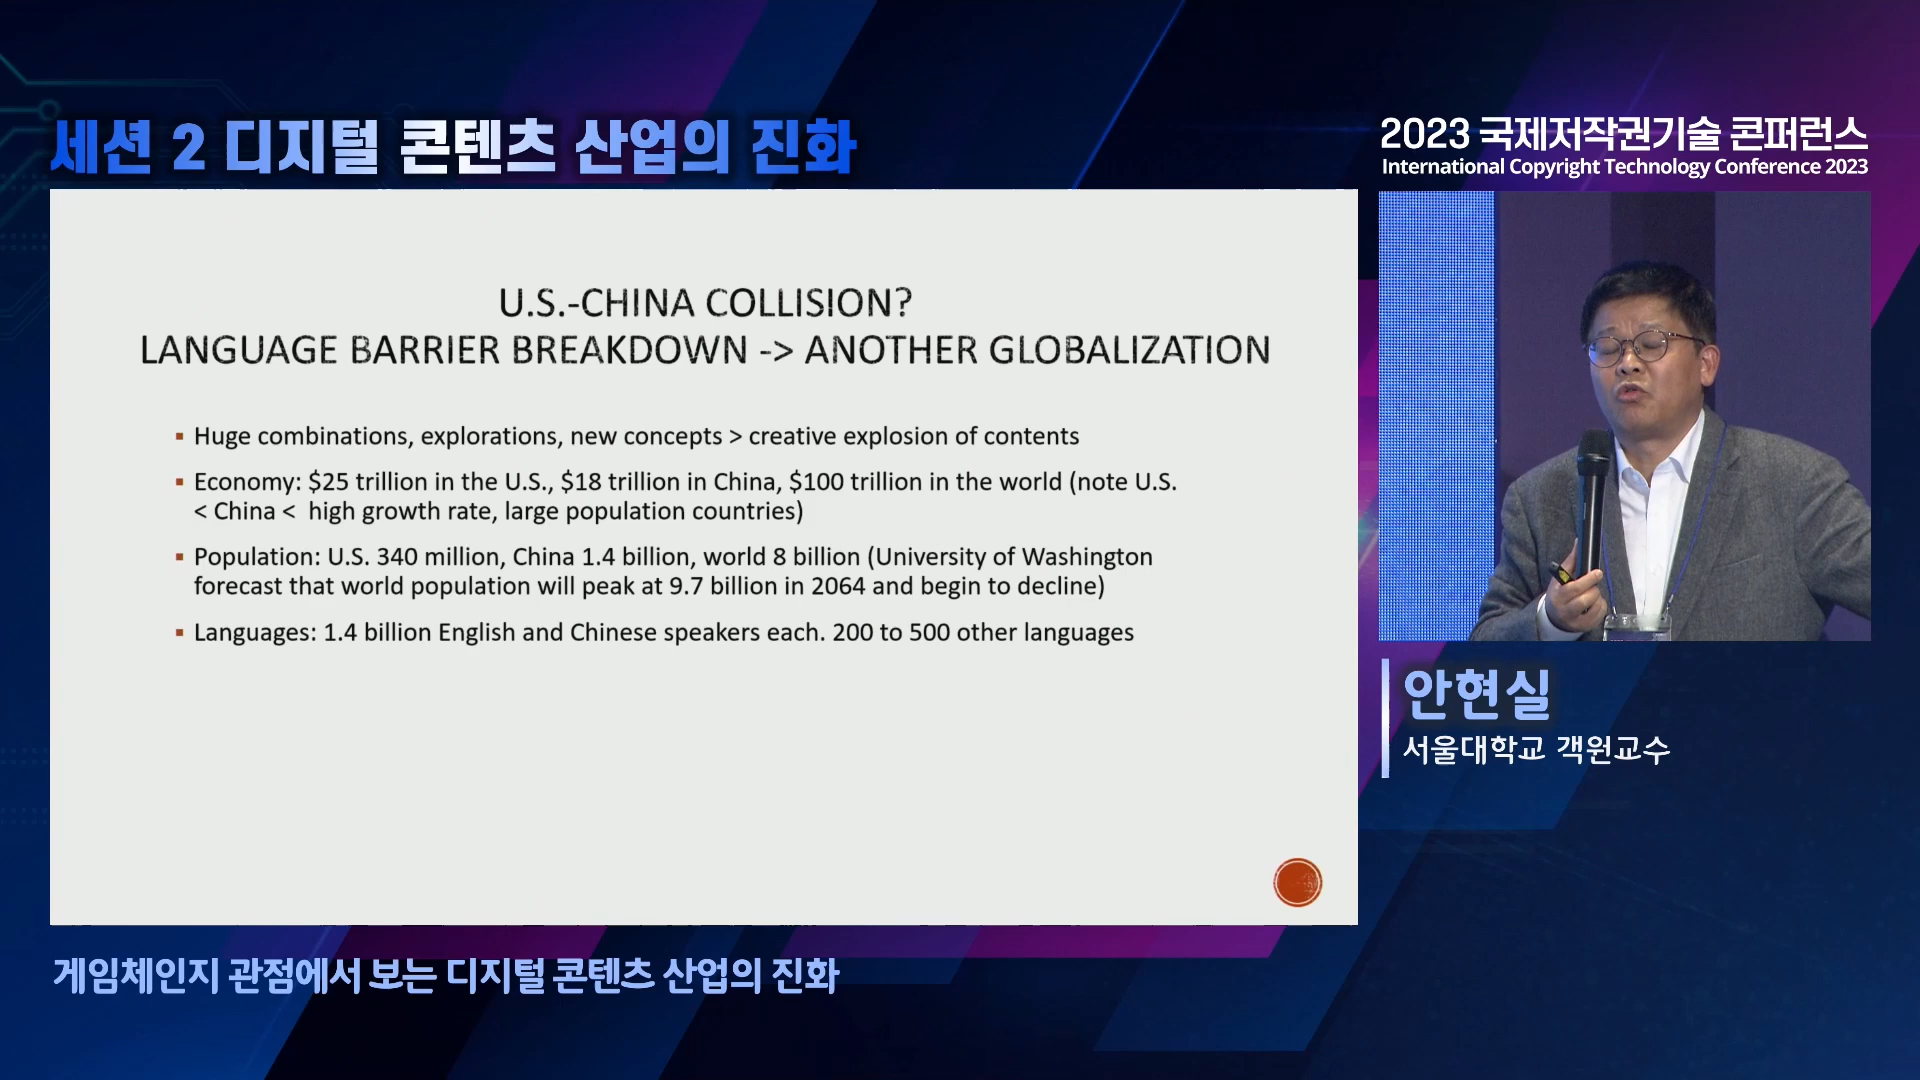 세션 2 디지털 콘텐츠 산업의 진화
2023 국제저작권기술 콘퍼런스
International Copyright Technology Conference 2023
U.S.-CHINA COLLISION?
LANGUAGE BARRIER BREAKDOWN -> ANOTHER GLOBALIZATION
▪ Huge combinations, explorations, new concepts > creative explosion of contents
▪ Economy: $25 trillion in the U.S., $18 trillion in China, $100 trillion in the world (note U.S.
< China < high growth rate, large population countries)
▪ Population: U.S. 340 million, China 1.4 billion, world 8 billion (University of Washington
forecast that world population will peak at 9.7 billion in 2064 and begin to decline)
▪ Languages: 1.4 billion English and Chinese speakers each. 200 to 500 other languages
안현실
서울대학교 객원교수
게임체인지 관점에서 보는 디지털 콘텐츠 산업의 진화